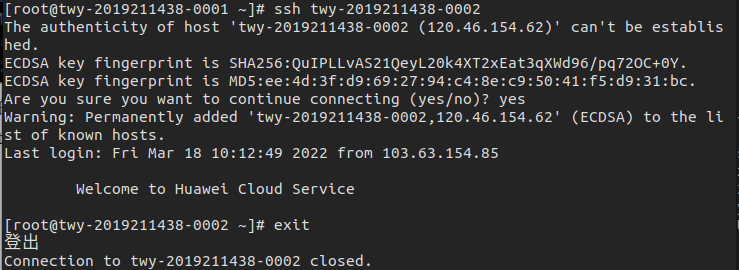 [root@twy-2019211438-0001 ~]# ssh twy-2019211438-0002
The authenticity of host 'twy-2019211438-0002 (120.46.154.62)' can't be establis
hed.
ECDSA key fingerprint is SHA256:QuIPLLvAS21QeyL20k4XT2xEat3qXWd96/pq72OC+0Y.
ECDSA key fingerprint is MD5:ee:4d:3f:d9:69:27:94:c4:8e:c9:50:41:f5:d9:31:bc.
Are you sure you want to continue connecting (yes/no)? yes
Warning: Permanently added 'twy-2019211438-0002,120.46.154.62' (ECDSA) to the li
st of known hosts.
Last login: Fri Mar 18 10:12:49 2022 from 103.63.154.85
Welcome to Huawei Cloud Service
[root@twy-2019211438-0002 ~]# exit
登出
Connection to twy-2019211438-0002 closed.